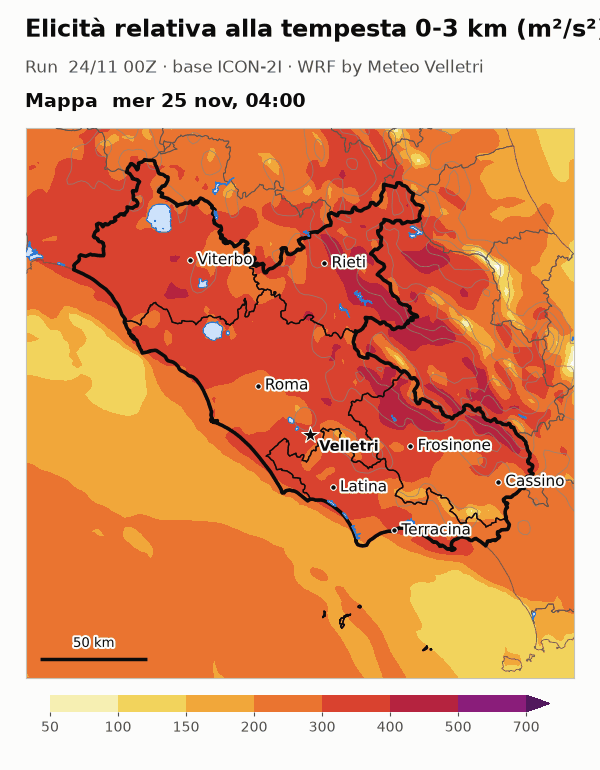 Elicità relativa alla tempesta 0-3 km (m²/s²)
Run  24/11 00Z · base ICON-2I · WRF by Meteo Velletri
Mappa  mer 25 nov, 04:00
Viterbo
Rieti
Roma
Velletri
Frosinone
Cassino
Latina
Terracina
50 km
50 100 150 200 300 400 500 700